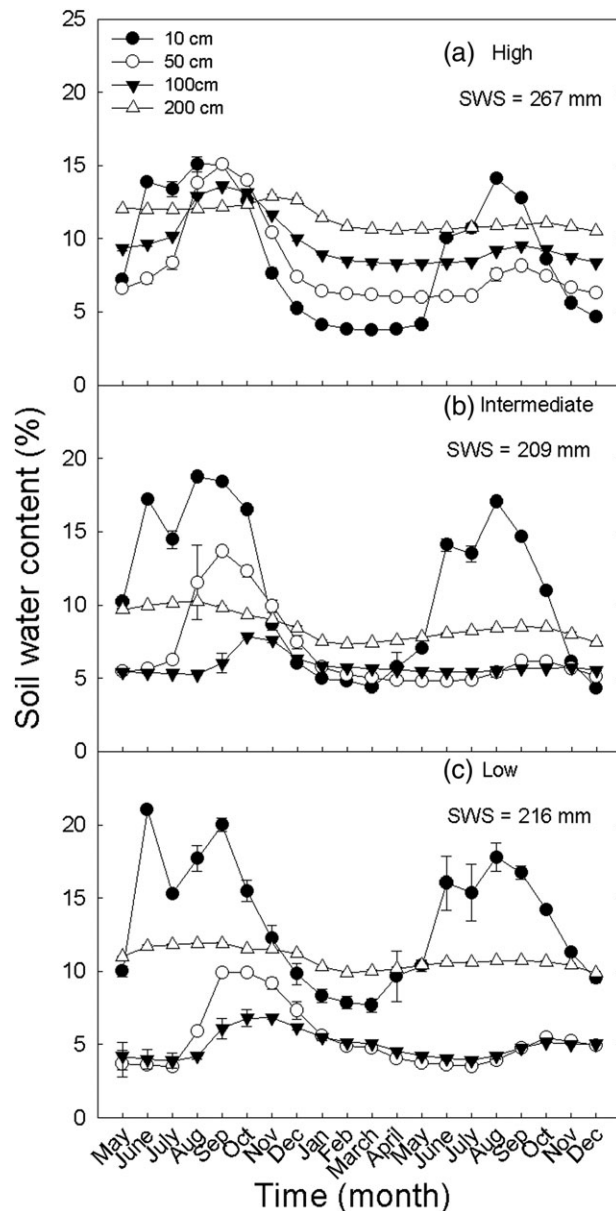 10 cm
50 cm
100cm
200 cm
(a) High
SWS = 267 mm
25
20
15
10
5
0
(b) Intermediate
SWS = 209 mm
20
15
10
5
0
(c) Low
SWS = 216 mm
20
15
10
5
0
Soil water content (%)
May
June
July
Aug
Sep
Oct
Nov
Dec
Jan
Feb
March
April
May
June
July
Aug
Sep
Oct
Nov
Dec
Time (month)